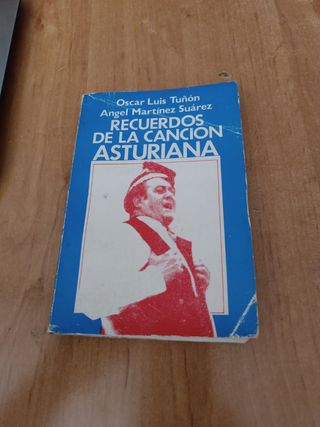 Oscar Luis Tuñón
Angel Martínez Suárez
RECUERDOS
DE LA CANCION
ASTURIANA